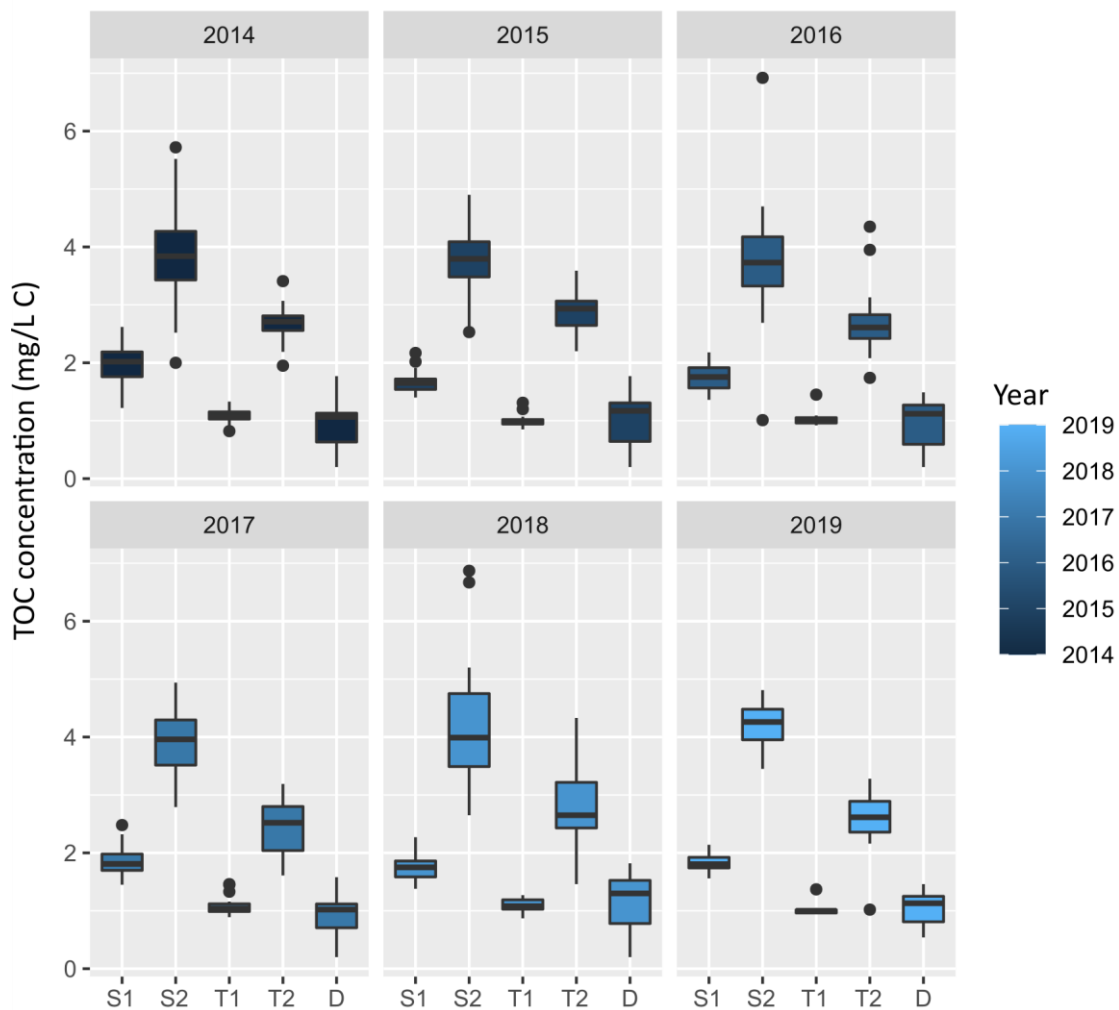 2014 2015 2016
6
4
2
0
TOC concentration (mg/L C)
2017 2018 2019
6
4
2
0
S1 S2 T1 T2 D S1 S2 T1 T2 D S1 S2 T1 T2 D
Year
2019
2018
2017
2016
2015
2014